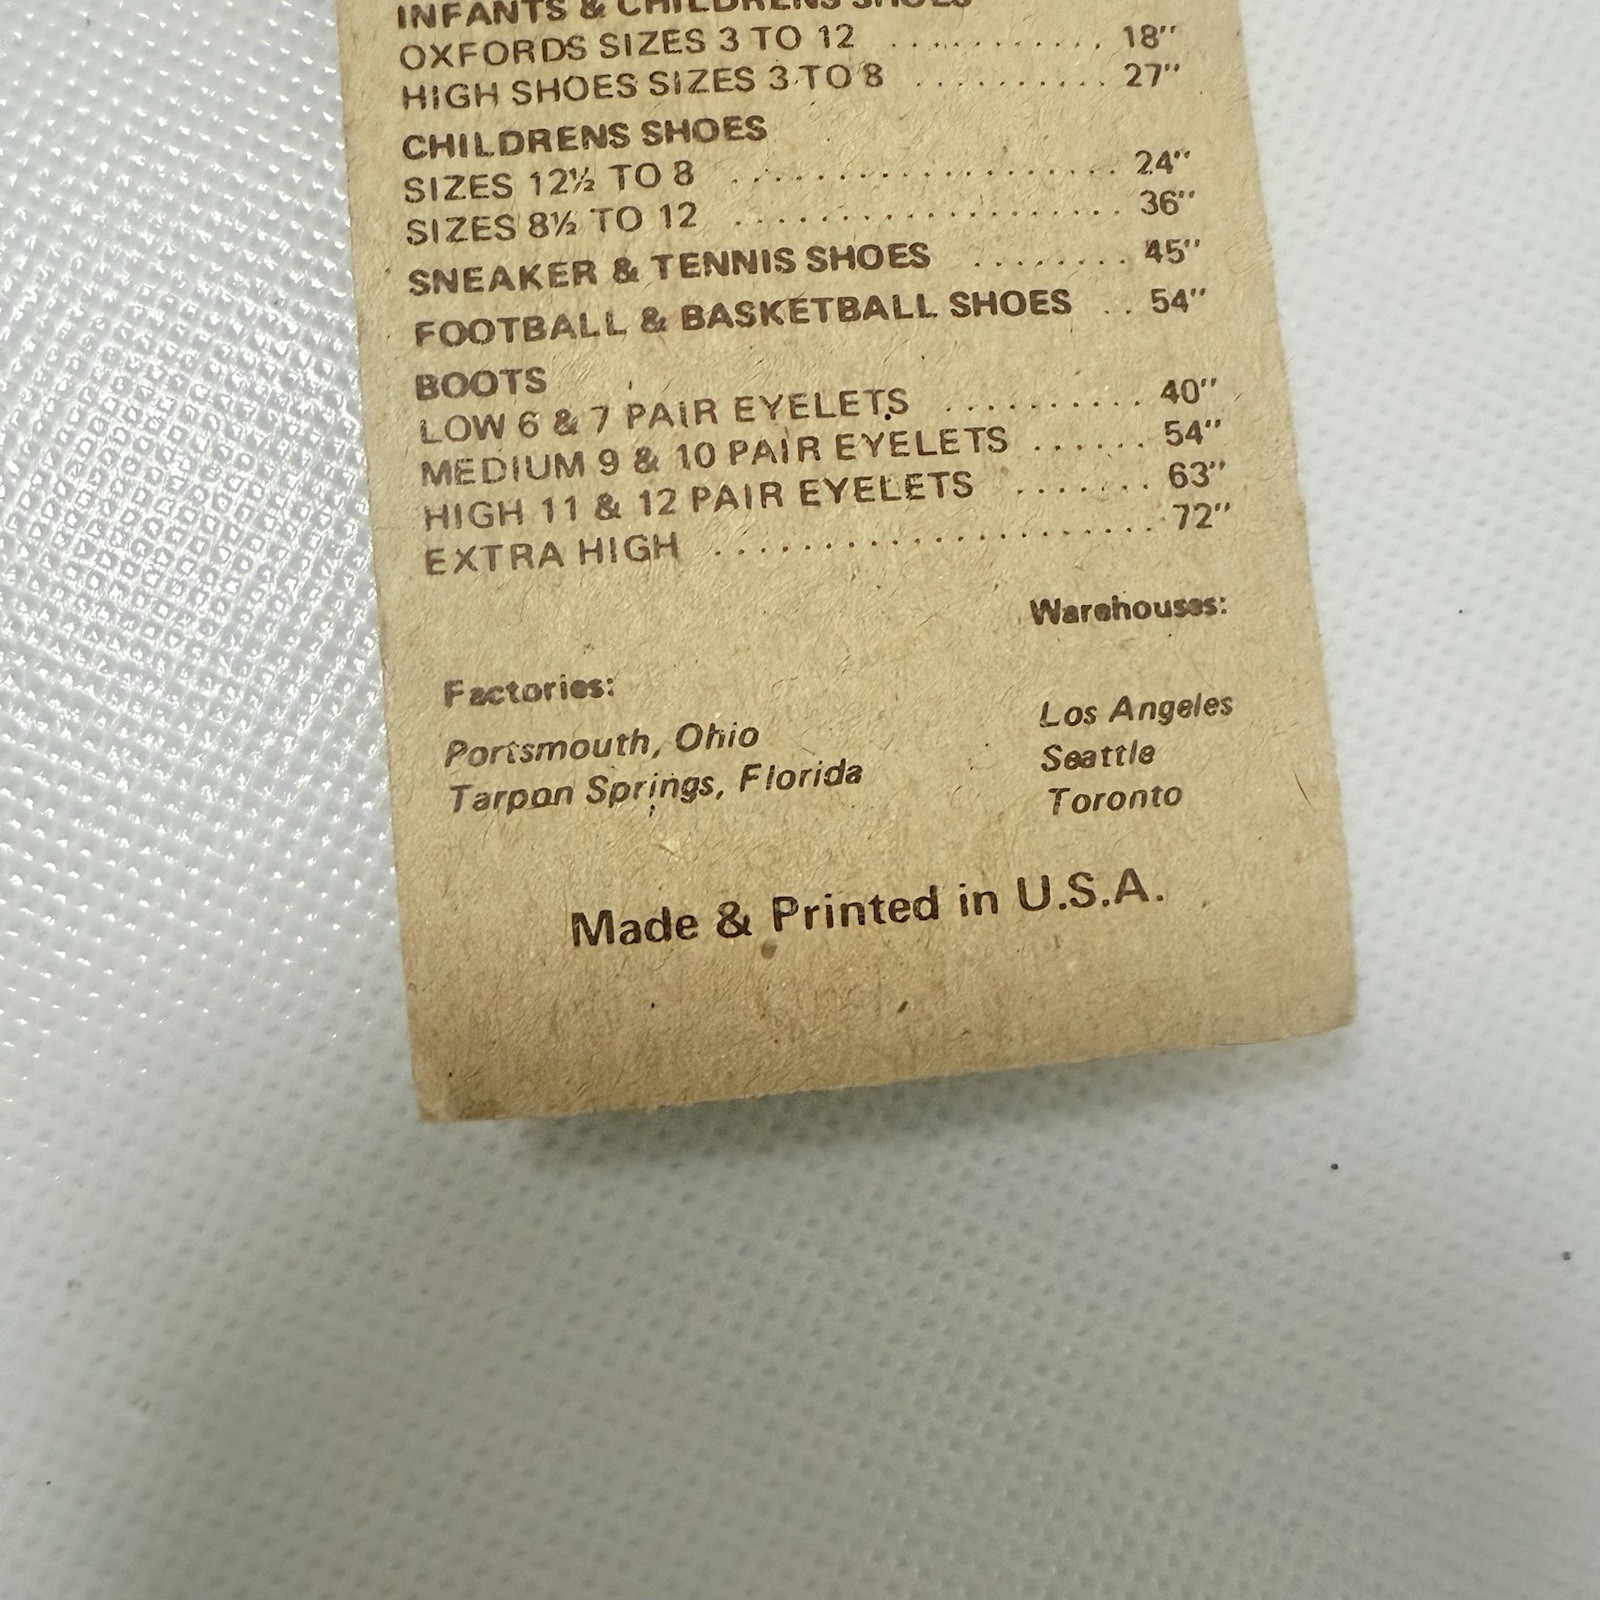 INFANTS & CHILDRENS SHOES
OXFORDS SIZES 3 TO 12 ........... 18"
HIGH SHOES SIZES 3 TO 8 .......... 27"
CHILDRENS SHOES
SIZES 12½ TO 8 ................... 24"
SIZES 8½ TO 12 ................... 36"
SNEAKER & TENNIS SHOES ........ 45"
FOOTBALL & BASKETBALL SHOES .. 54"
BOOTS
LOW 6 & 7 PAIR EYELETS .......... 40"
MEDIUM 9 & 10 PAIR EYELETS ...... 54"
HIGH 11 & 12 PAIR EYELETS ....... 63"
EXTRA HIGH ...................... 72"
Warehouses:
Factories:
Los Angeles
Portsmouth, Ohio
Seattle
Tarpon Springs, Florida
Toronto
Made & Printed in U.S.A.